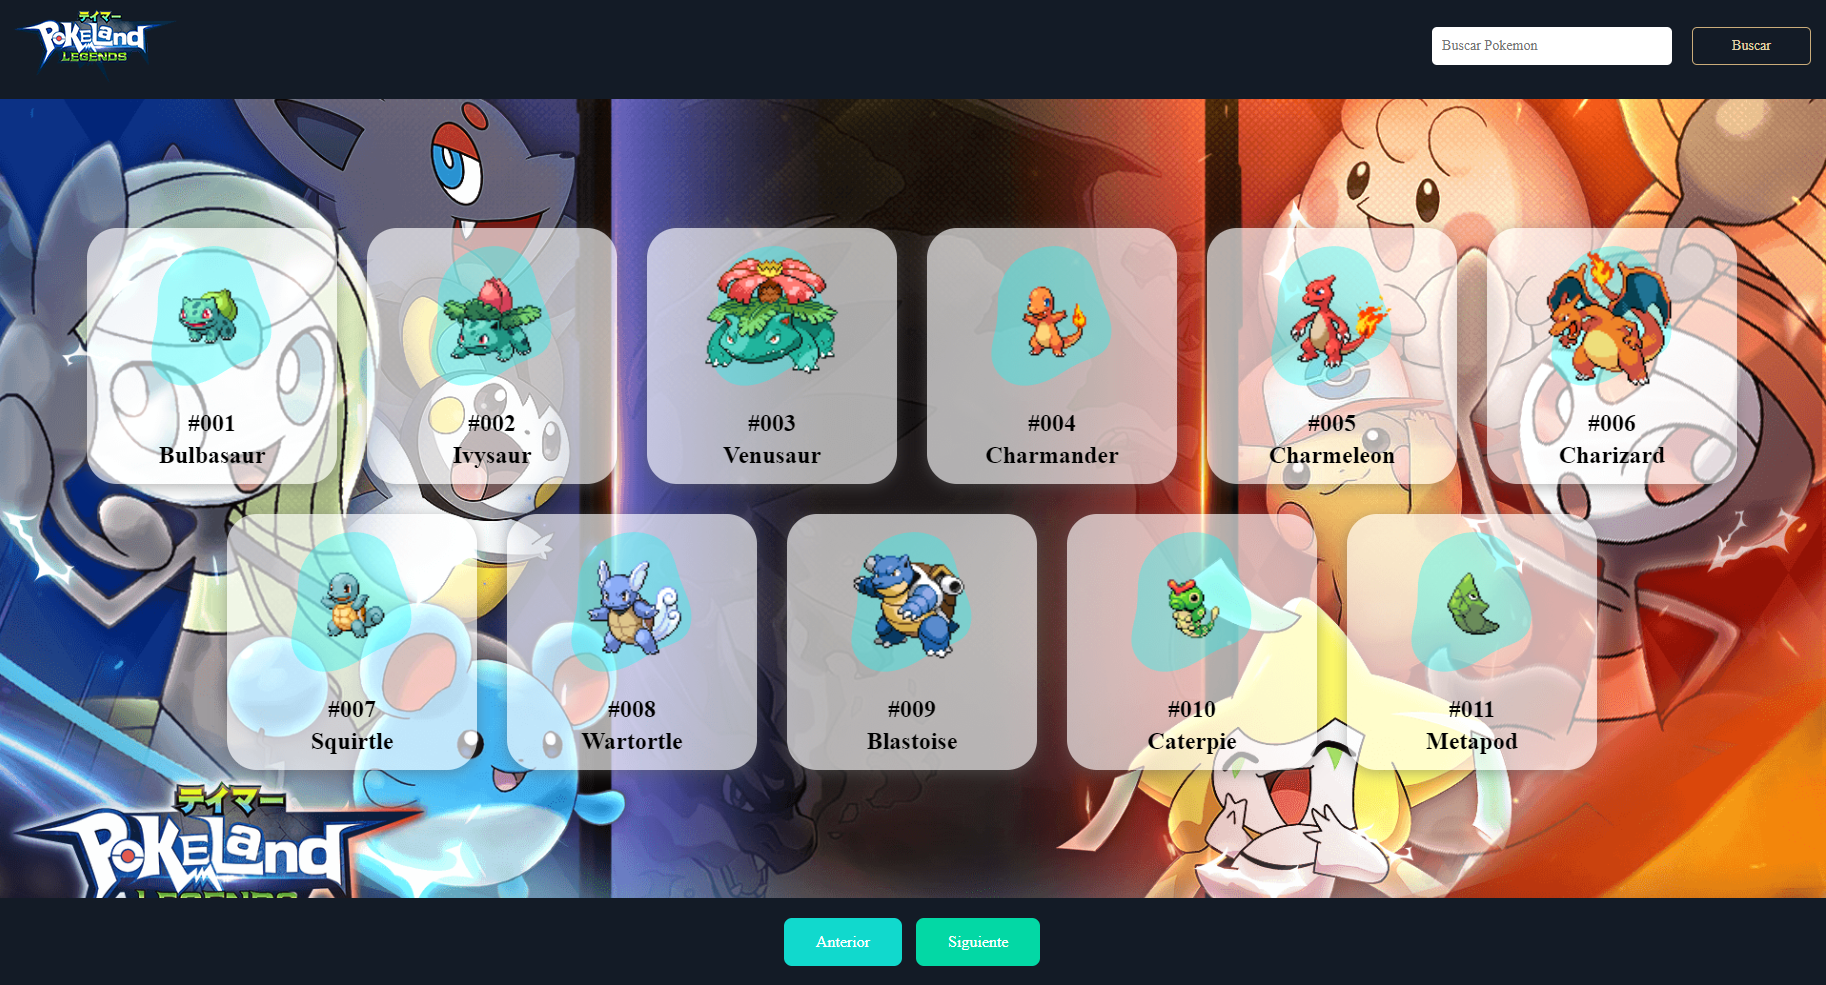 テイマー
PokeLand
LEGENDS
Buscar Pokemon
Buscar
#001
Bulbasaur
#002
Ivysaur
#003
Venusaur
#004
Charmander
#005
Charmeleon
#006
Charizard
#007
Squirtle
#008
Wartortle
#009
Blastoise
#010
Caterpie
#011
Metapod
テイマー
PokeLand
LEGENDS
Anterior
Siguiente